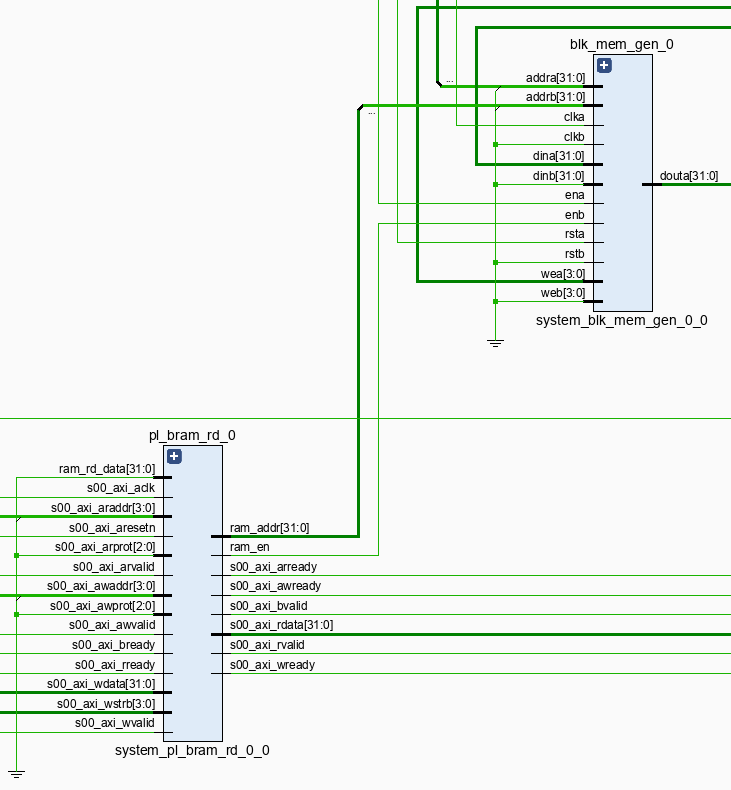 blk_mem_gen_0
addra[31:0]
...
addrb[31:0]
...
clka
clkb
dina[31:0]
dinb[31:0]
douta[31:0]
ena
enb
rsta
rstb
wea[3:0]
web[3:0]
system_blk_mem_gen_0_0
pl_bram_rd_0
ram_rd_data[31:0]
s00_axi_aclk
s00_axi_araddr[3:0]
s00_axi_aresetn
s00_axi_arprot[2:0]
s00_axi_arvalid
s00_axi_awaddr[3:0]
s00_axi_awprot[2:0]
s00_axi_awvalid
s00_axi_bready
s00_axi_rready
s00_axi_wdata[31:0]
s00_axi_wstrb[3:0]
s00_axi_wvalid
ram_addr[31:0]
ram_en
s00_axi_arready
s00_axi_awready
s00_axi_bvalid
s00_axi_rdata[31:0]
s00_axi_rvalid
s00_axi_wready
system_pl_bram_rd_0_0